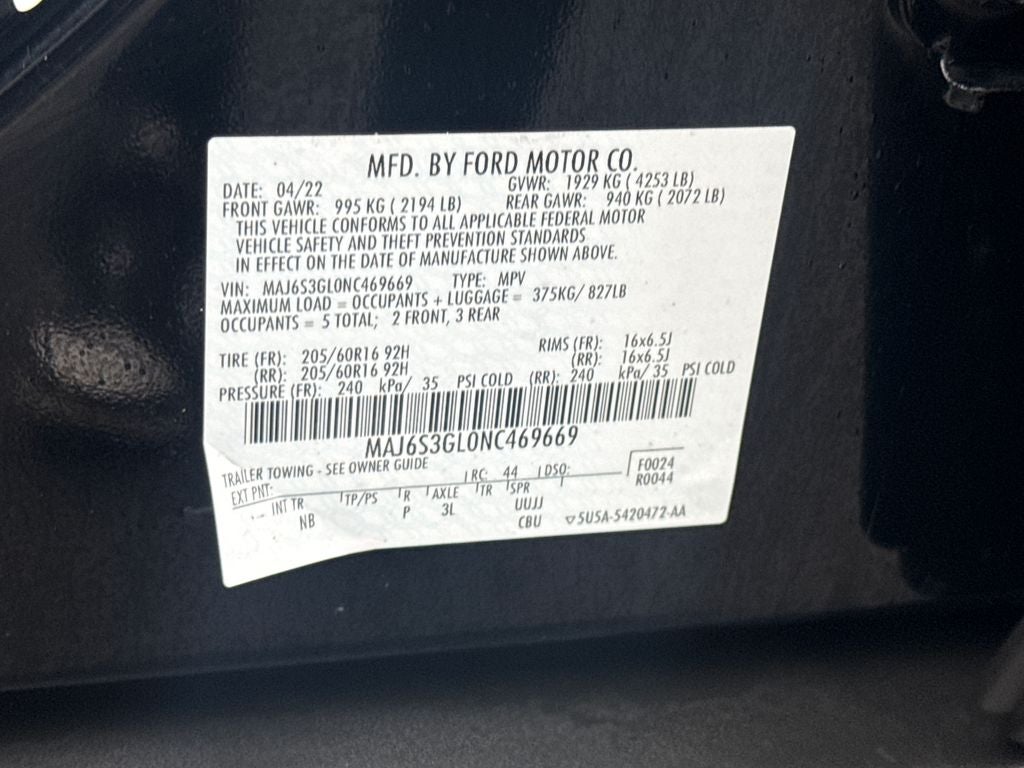 MFD. BY FORD MOTOR CO.
DATE: 04/22 GVWR: 1929 KG ( 4253 LB)
FRONT GAWR: 995 KG ( 2194 LB) REAR GAWR: 940 KG ( 2072 LB)
THIS VEHICLE CONFORMS TO ALL APPLICABLE FEDERAL MOTOR
VEHICLE SAFETY AND THEFT PREVENTION STANDARDS
IN EFFECT ON THE DATE OF MANUFACTURE SHOWN ABOVE.
VIN: MAJ6S3GL0NC469669 TYPE: MPV
MAXIMUM LOAD = OCCUPANTS + LUGGAGE = 375KG/ 827LB
OCCUPANTS = 5 TOTAL; 2 FRONT, 3 REAR
TIRE (FR): 205/60R16 92H RIMS (FR): 16x6.5J
(RR): 205/60R16 92H (RR): 16x6.5J
PRESSURE (FR): 240 kPa/ 35 PSI COLD (RR): 240 kPa/ 35 PSI COLD
MAJ6S3GL0NC469669
TRAILER TOWING - SEE OWNER GUIDE
EXT PNT: RC: 44 DSO: F0024
R0044
INT TR TP/PS R AXLE TR SPR
NB P 3L UUJJ
CBU 5U5A-5420472-AA